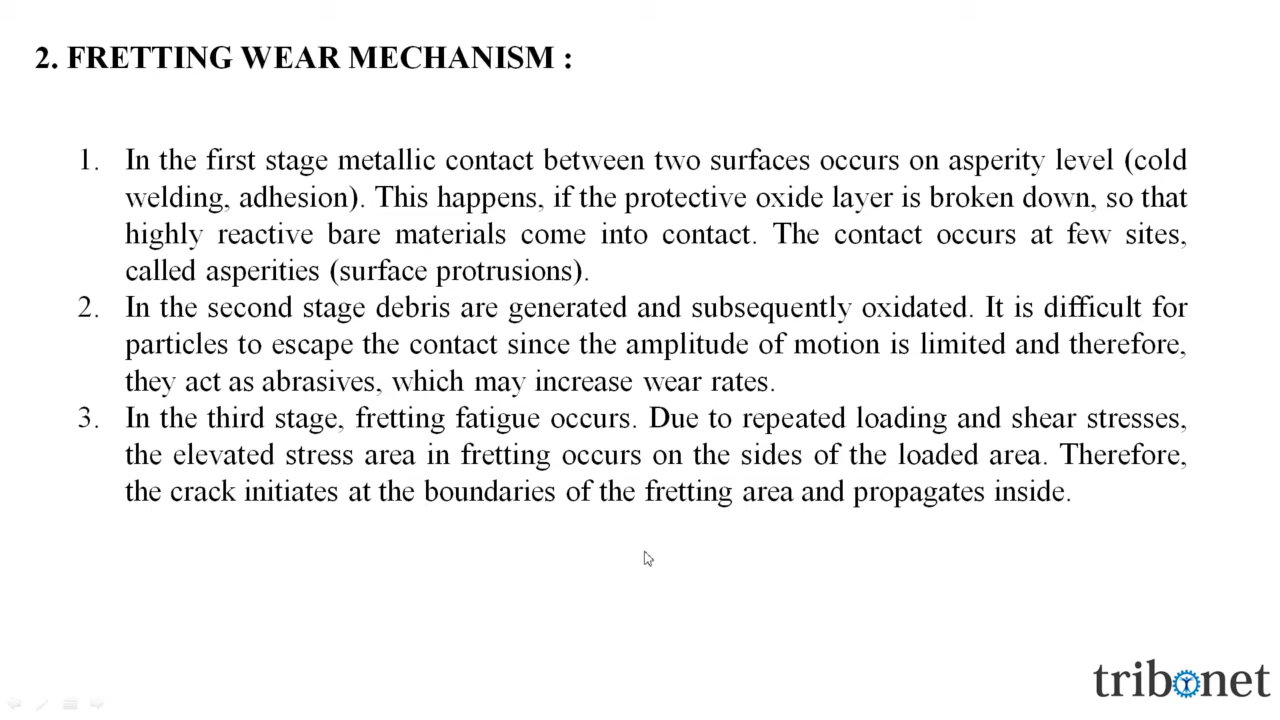 2. FRETTING WEAR MECHANISM :
1. In the first stage metallic contact between two surfaces occurs on asperity level (cold
welding, adhesion). This happens, if the protective oxide layer is broken down, so that
highly reactive bare materials come into contact. The contact occurs at few sites,
called asperities (surface protrusions).
2. In the second stage debris are generated and subsequently oxidated. It is difficult for
particles to escape the contact since the amplitude of motion is limited and therefore,
they act as abrasives, which may increase wear rates.
3. In the third stage, fretting fatigue occurs. Due to repeated loading and shear stresses,
the elevated stress area in fretting occurs on the sides of the loaded area. Therefore,
the crack initiates at the boundaries of the fretting area and propagates inside.
tribonet